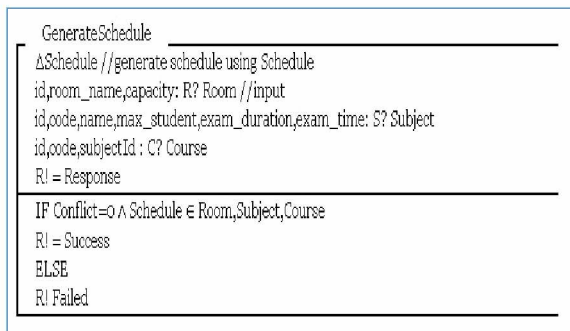 GenerateSchedule
ΔSchedule //generate schedule using Schedule
id,room_name,capacity: R? Room //input
id,code,name,max_student,exam_duration,exam_time: S? Subject
id,code,subjectId : C? Course
R! = Response
IF Conflict=0 ∧ Schedule ∈ Room,Subject,Course
R! = Success
ELSE
R! Failed